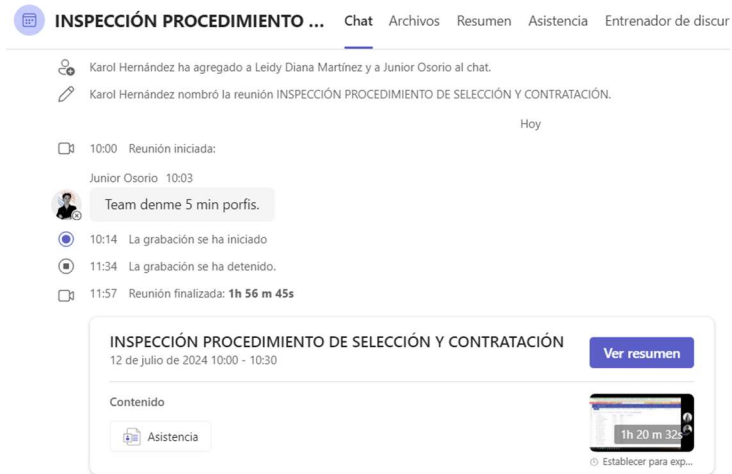 INSPECCIÓN PROCEDIMIENTO ... Chat Archivos Resumen Asistencia Entrenador de discur
Karol Hernández ha agregado a Leidy Diana Martínez y a Junior Osorio al chat.
Karol Hernández nombró la reunión INSPECCIÓN PROCEDIMIENTO DE SELECCIÓN Y CONTRATACIÓN.
Hoy
10:00 Reunión iniciada:
Junior Osorio 10:03
Team denme 5 min porfis.
10:14 La grabación se ha iniciado
11:34 La grabación se ha detenido.
11:57 Reunión finalizada: 1h 56 m 45s
INSPECCIÓN PROCEDIMIENTO DE SELECCIÓN Y CONTRATACIÓN
12 de julio de 2024 10:00 - 10:30
Ver resumen
Contenido
Asistencia
1h 20 m 32s
Establecer para exp...